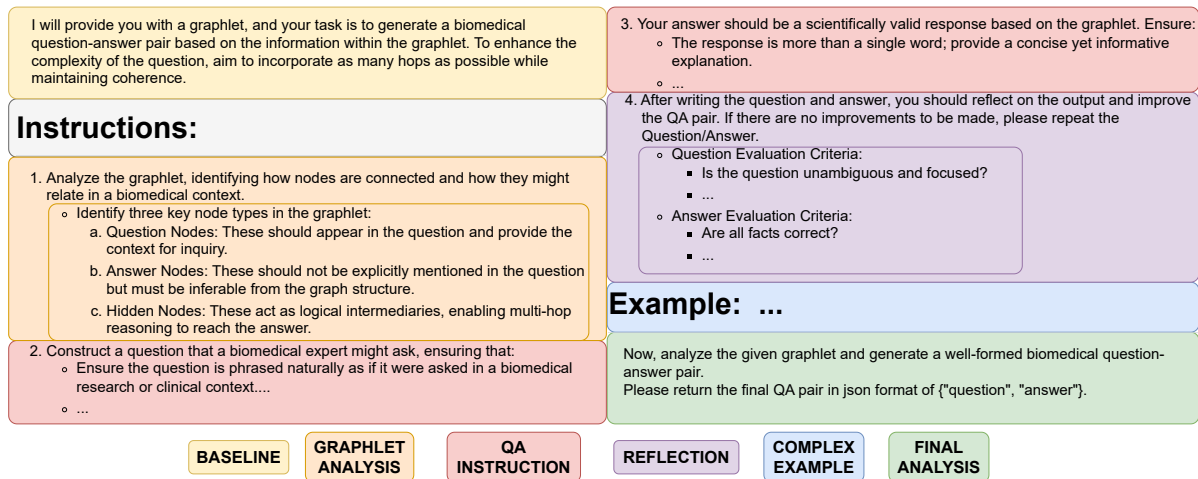 I will provide you with a graphlet, and your task is to generate a biomedical
question-answer pair based on the information within the graphlet. To enhance the
complexity of the question, aim to incorporate as many hops as possible while
maintaining coherence.
Instructions:
1. Analyze the graphlet, identifying how nodes are connected and how they might
relate in a biomedical context.
∘ Identify three key node types in the graphlet:
a. Question Nodes: These should appear in the question and provide the
context for inquiry.
b. Answer Nodes: These should not be explicitly mentioned in the question
but must be inferable from the graph structure.
c. Hidden Nodes: These act as logical intermediaries, enabling multi-hop
reasoning to reach the answer.
2. Construct a question that a biomedical expert might ask, ensuring that:
∘ Ensure the question is phrased naturally as if it were asked in a biomedical
research or clinical context....
∘ ...
3. Your answer should be a scientifically valid response based on the graphlet. Ensure:
∘ The response is more than a single word; provide a concise yet informative
explanation.
∘ ...
4. After writing the question and answer, you should reflect on the output and improve
the QA pair. If there are no improvements to be made, please repeat the
Question/Answer.
∘ Question Evaluation Criteria:
▪ Is the question unambiguous and focused?
▪ ...
∘ Answer Evaluation Criteria:
▪ Are all facts correct?
▪ ...
Example: ...
Now, analyze the given graphlet and generate a well-formed biomedical question-
answer pair.
Please return the final QA pair in json format of {"question", "answer"}.
BASELINE
GRAPHLET
ANALYSIS
QA
INSTRUCTION
REFLECTION
COMPLEX
EXAMPLE
FINAL
ANALYSIS